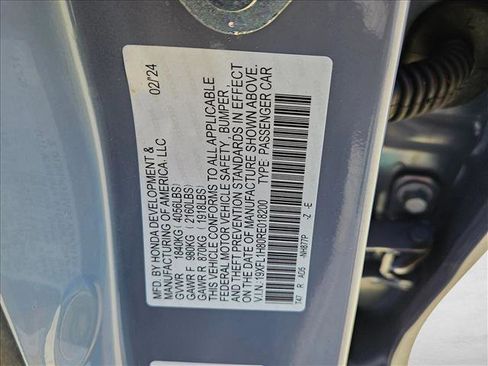 MFD. BY HONDA DEVELOPMENT & 02/24
MANUFACTURING OF AMERICA, LLC
GVWR 1840KG ( 4056LBS)
GAWR F 980KG ( 2160LBS)
GAWR R 870KG ( 1918LBS)
THIS VEHICLE CONFORMS TO ALL APPLICABLE
FEDERAL MOTOR VEHICLE SAFETY, BUMPER,
AND THEFT PREVENTION STANDARDS IN EFFECT
ON THE DATE OF MANUFACTURE SHOWN ABOVE.
V.I.N. 19XFL1H80RE018200 TYPE: PASSENGER CAR
T47 R AD5 -NH877P -Z -E